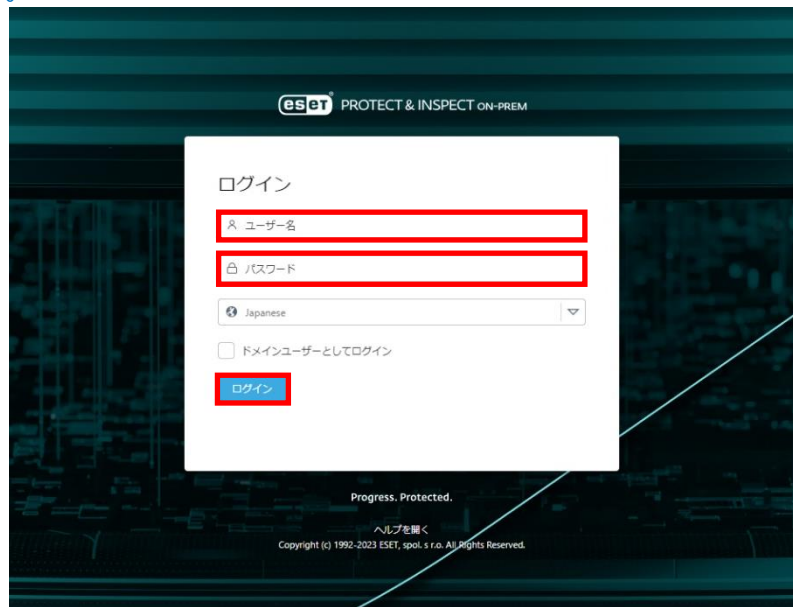 eseT PROTECT & INSPECT ON-PREM
ログイン
ユーザー名
パスワード
Japanese
ドメインユーザーとしてログイン
ログイン
Progress. Protected.
ヘルプを開く
Copyright (c) 1992-2023 ESET, spol. s r.o. All Rights Reserved.